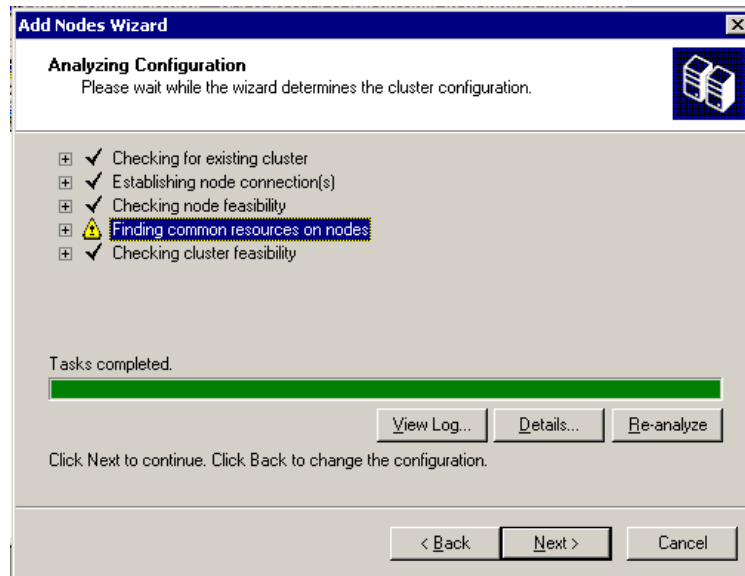 Add Nodes Wizard
Analyzing Configuration
Please wait while the wizard determines the cluster configuration.
Checking for existing cluster
Establishing node connection(s)
Checking node feasibility
Finding common resources on nodes
Checking cluster feasibility
Tasks completed.
View Log... Details... Re-analyze
Click Next to continue. Click Back to change the configuration.
< Back Next > Cancel